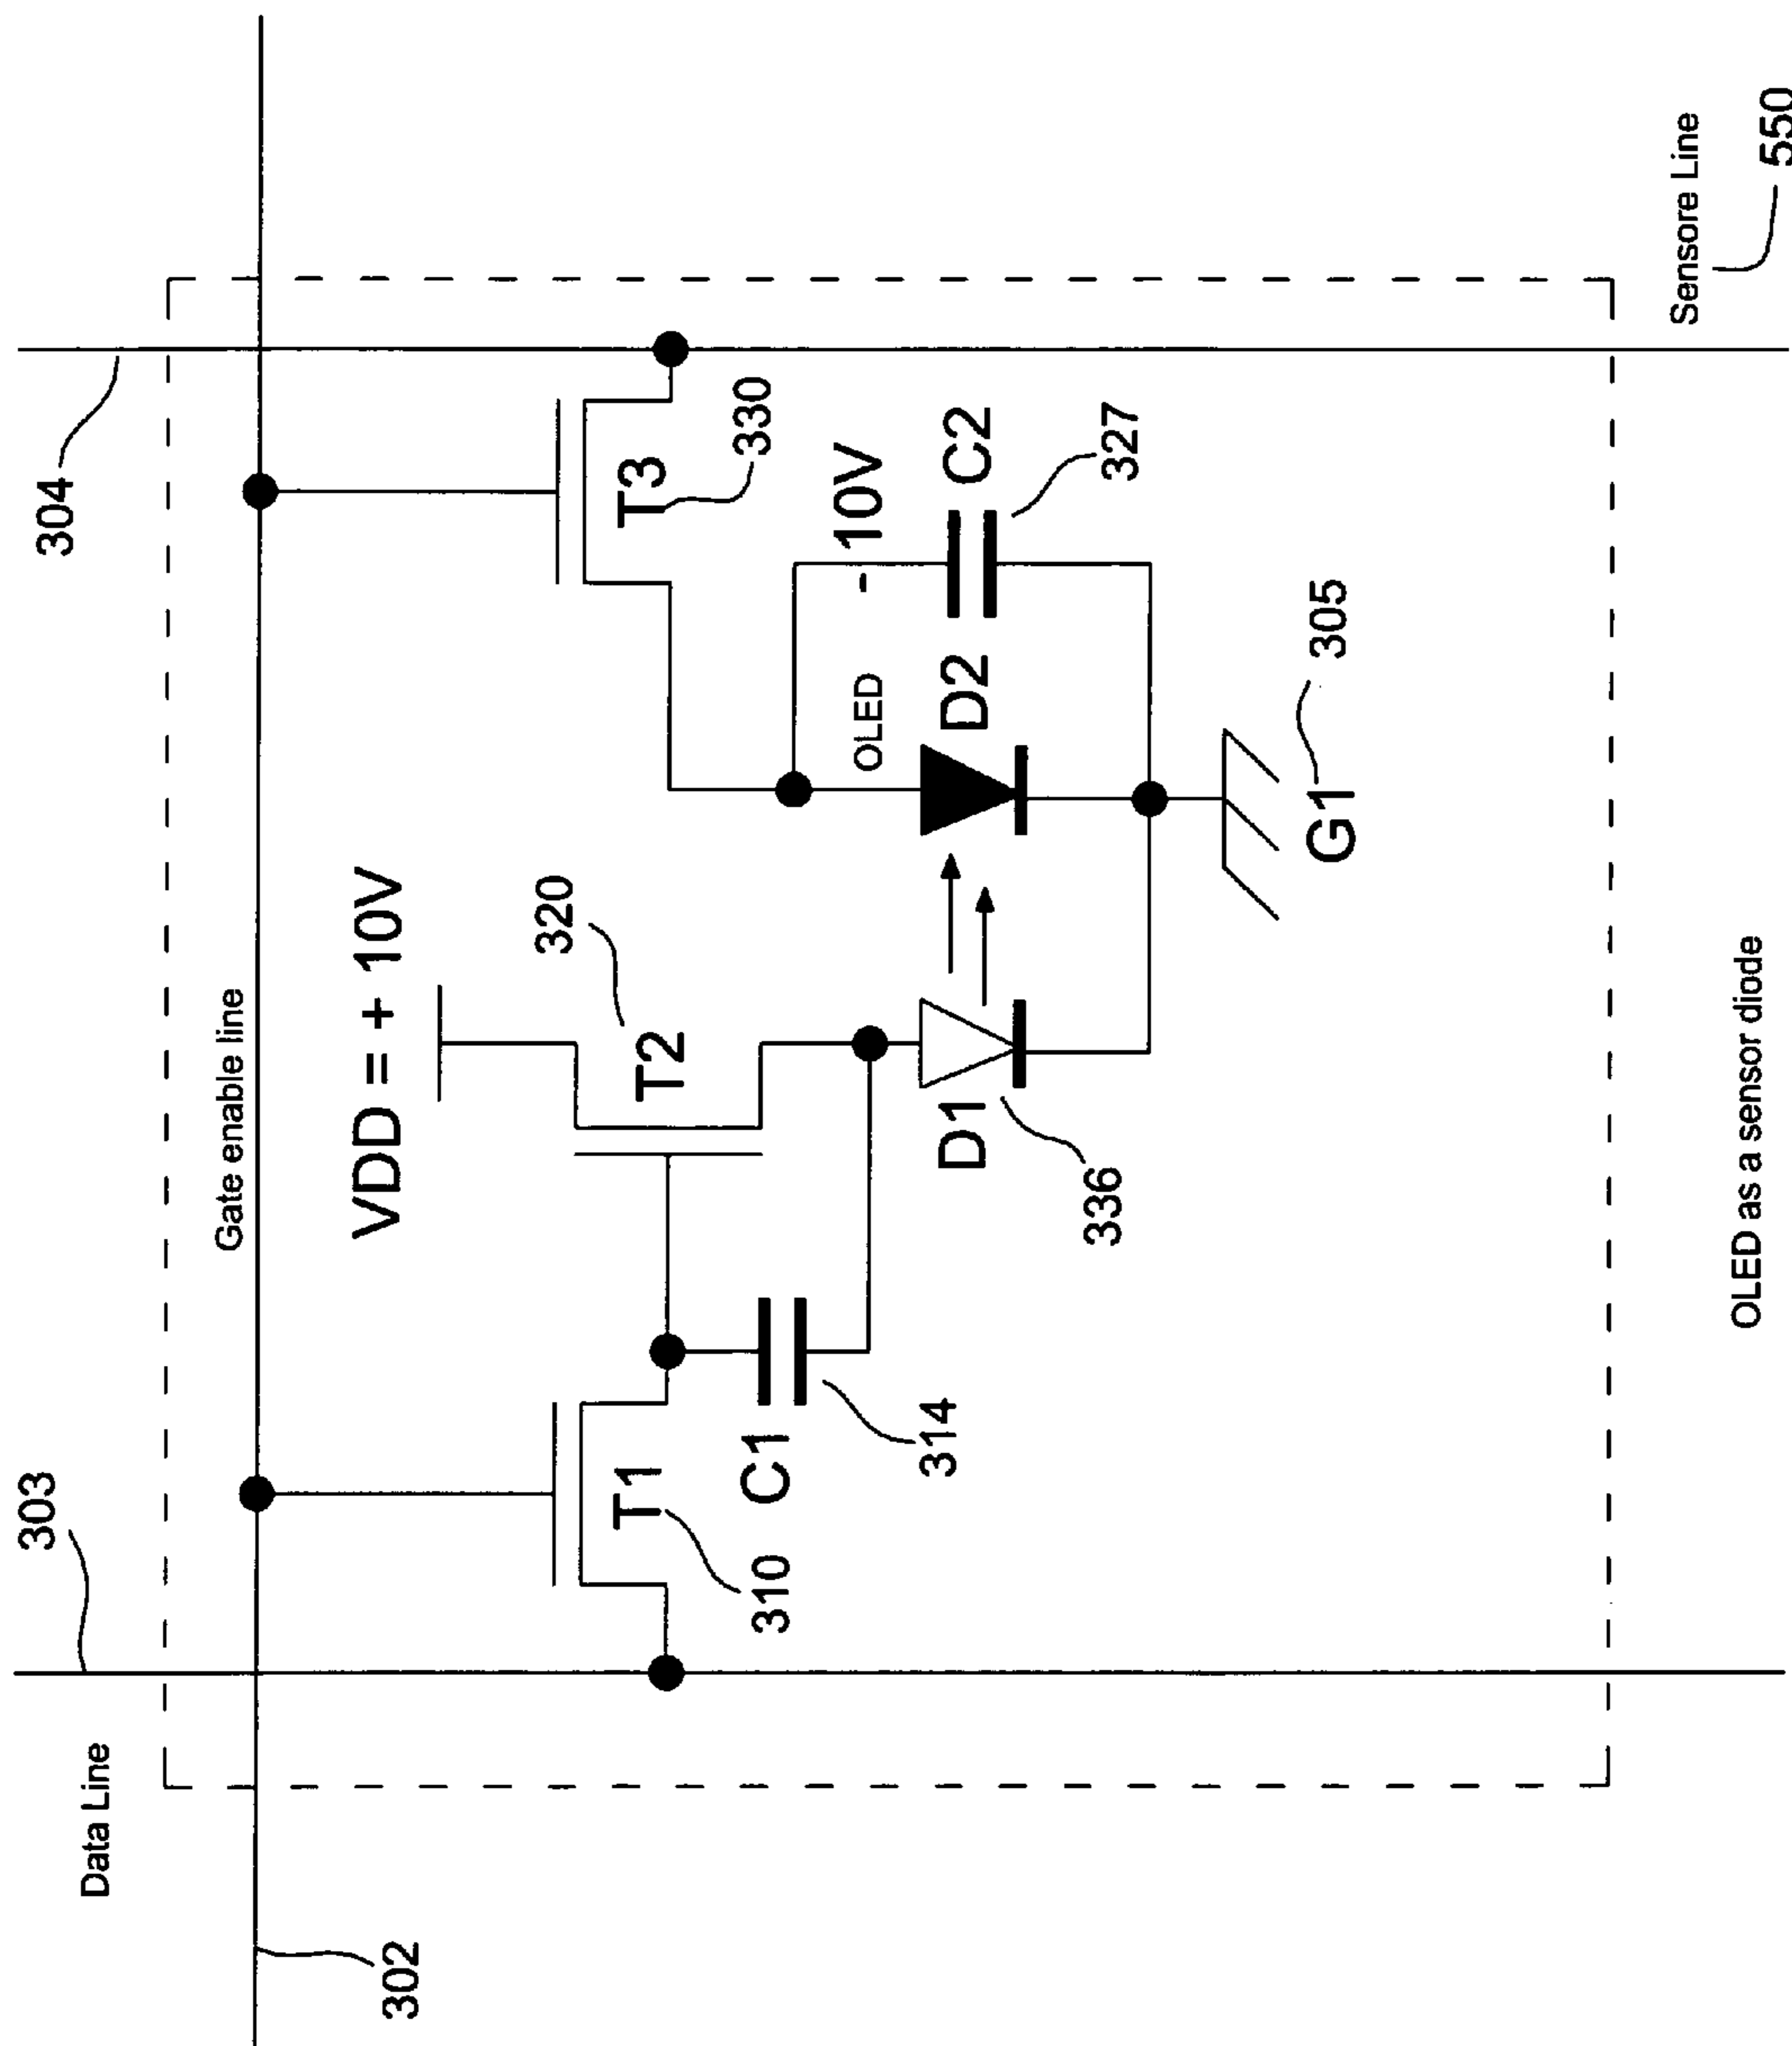 303
304
Data Line
Gate enable line
302
VDD = + 10V
320
T2
T1
310
C1
314
T3
330
OLED
- 10V
D1
336
D2
C2
327
G1
305
Sensore Line
550
OLED as a sensor diode